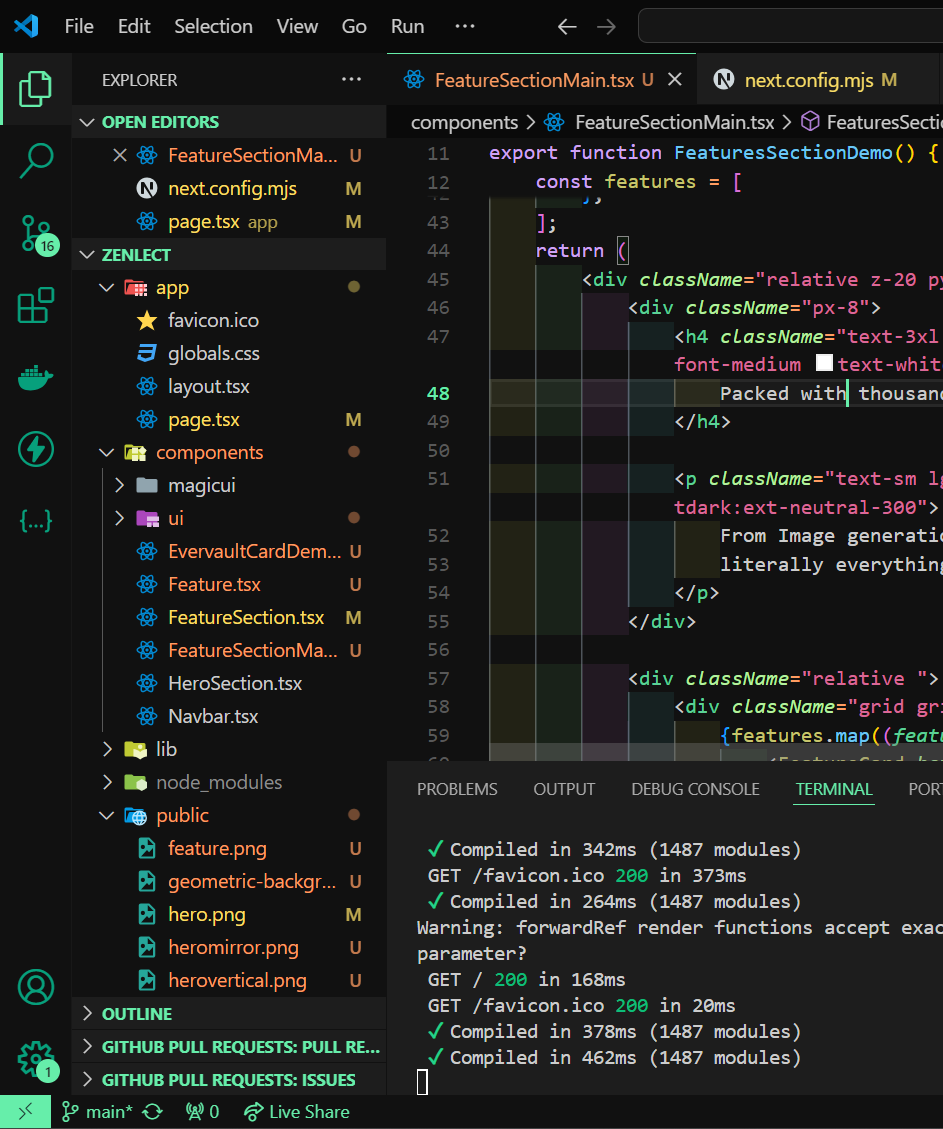 File Edit Selection View Go Run ···
EXPLORER ···
OPEN EDITORS
FeatureSectionMa... U
next.config.mjs M
page.tsx app M
ZENLECT
app
favicon.ico
globals.css
layout.tsx
page.tsx M
components
magicui
ui
EvervaultCardDem... U
Feature.tsx U
FeatureSection.tsx M
FeatureSectionMa... U
HeroSection.tsx
Navbar.tsx
lib
node_modules
public
feature.png U
geometric-backgr... U
hero.png M
heromirror.png U
herovertical.png U
OUTLINE
GITHUB PULL REQUESTS: PULL RE...
GITHUB PULL REQUESTS: ISSUES
16
{...}
1
FeatureSectionMain.tsx U
next.config.mjs M
components > FeatureSectionMain.tsx > FeaturesSectio
11 export function FeaturesSectionDemo() {
12 const features = [
43 ];
44 return (
45 <div className="relative z-20 py
46 <div className="px-8">
47 <h4 className="text-3xl
font-medium text-whit
48 Packed with thousan
49 </h4>
50
51 <p className="text-sm lg
tdark:ext-neutral-300">
52 From Image generatio
53 literally everything
54 </p>
55 </div>
56
57 <div className="relative ">
58 <div className="grid gri
59 {features.map((featu
PROBLEMS OUTPUT DEBUG CONSOLE TERMINAL PORT
✓ Compiled in 342ms (1487 modules)
GET /favicon.ico 200 in 373ms
✓ Compiled in 264ms (1487 modules)
Warning: forwardRef render functions accept exac
parameter?
GET / 200 in 168ms
GET /favicon.ico 200 in 20ms
✓ Compiled in 378ms (1487 modules)
✓ Compiled in 462ms (1487 modules)
main* 0 Live Share